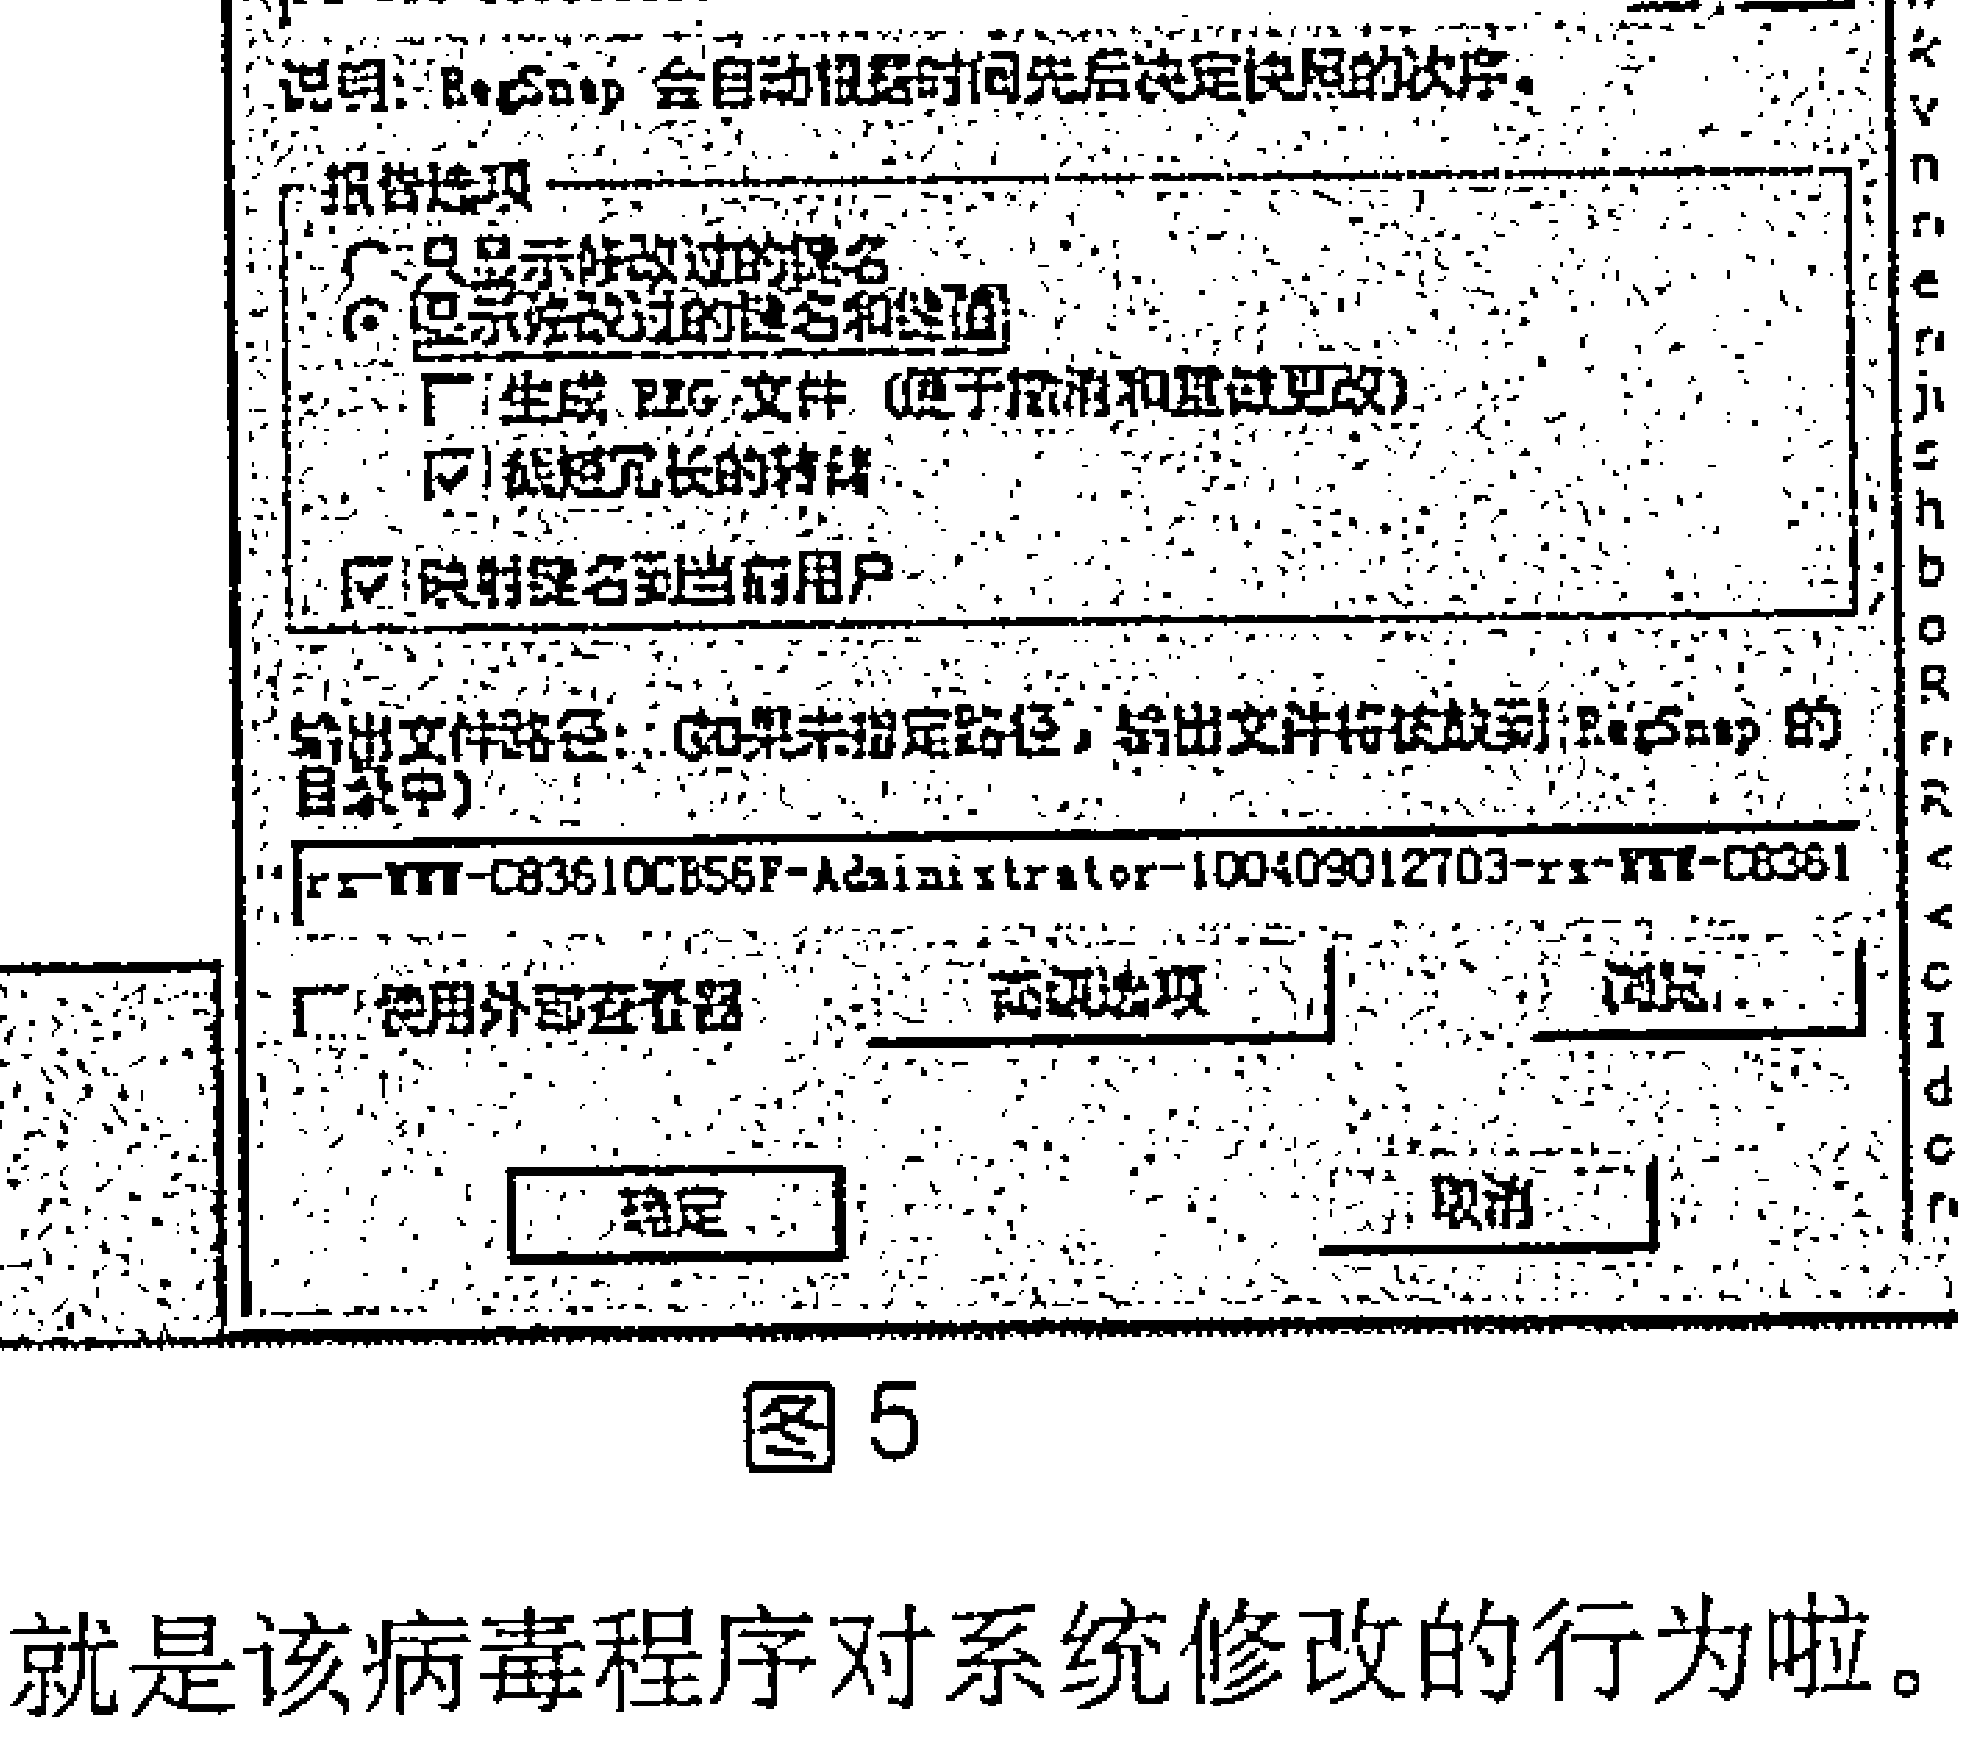 说明: RegSnap 会自动根据时间先后决定快照的次序。
报告选项
只显示修改过的键名
显示修改过的键名和键值
生成 REG 文件 (便于撤消和重做更改)
截短冗长的转储
映射键名到当前用户
输出文件路径: (如果未指定路径, 输出文件将被放到 RegSnap 的
目录中)
-C83610CB56F-Administrator-100409012703-
使用外部查看器
高级选项
浏览...
确定
取消
图 5
就是该病毒程序对系统修改的行为啦。